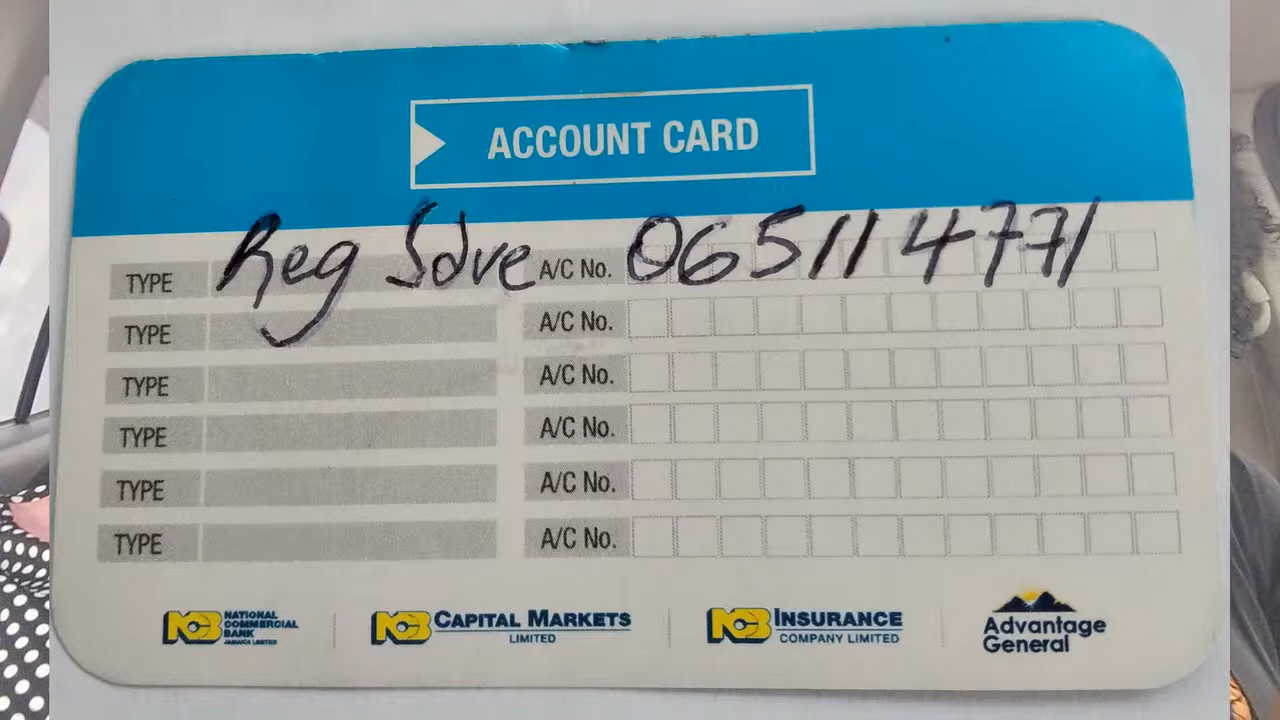 ACCOUNT CARD
TYPE Reg Save A/C No. 065114771
TYPE A/C No.
TYPE A/C No.
TYPE A/C No.
TYPE A/C No.
TYPE A/C No.
NCB NATIONAL COMMERCIAL BANK JAMAICA LIMITED
NCB CAPITAL MARKETS LIMITED
NCB INSURANCE COMPANY LIMITED
Advantage General